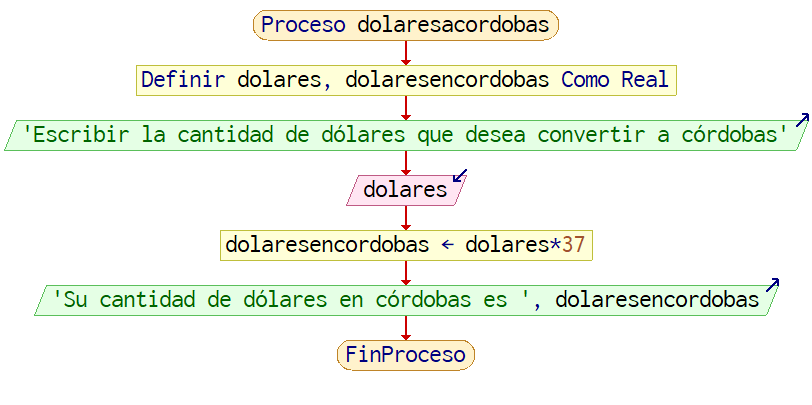 Proceso dolaresacordobas
Definir dolares, dolaresencordobas Como Real
'Escribir la cantidad de dólares que desea convertir a córdobas'
dolares
dolaresencordobas ← dolares*37
'Su cantidad de dólares en córdobas es ', dolaresencordobas
FinProceso